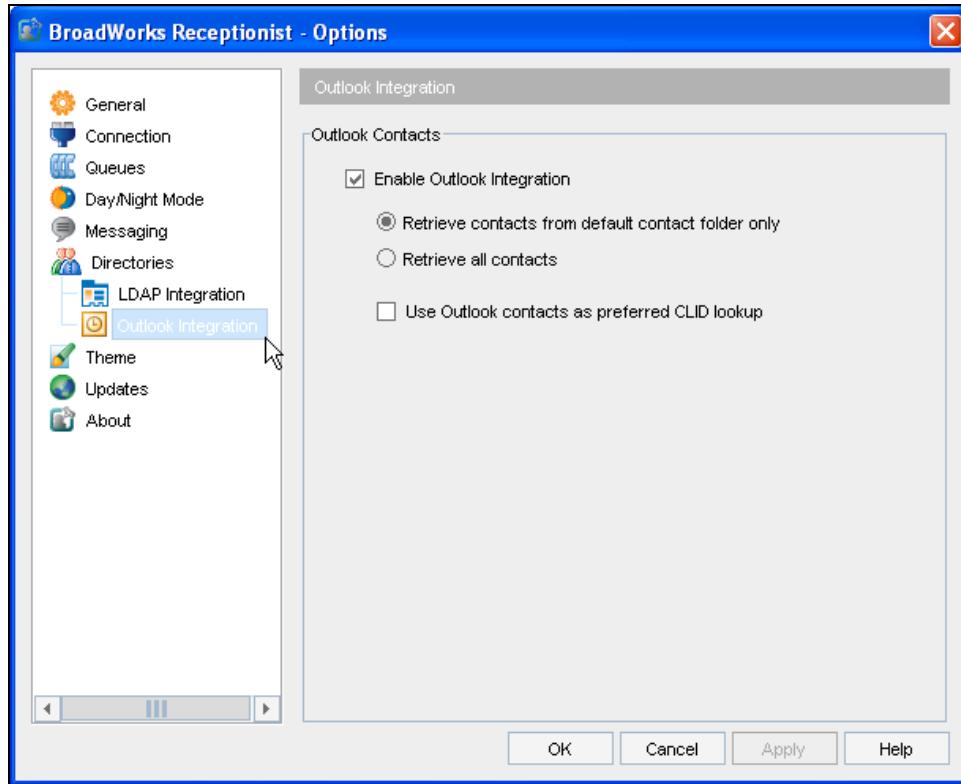 BroadWorks Receptionist - Options
General
Connection
Queues
Day/Night Mode
Messaging
Directories
LDAP Integration
Outlook Integration
Theme
Updates
About
Outlook Integration
Outlook Contacts
Enable Outlook Integration
Retrieve contacts from default contact folder only
Retrieve all contacts
Use Outlook contacts as preferred CLID lookup
OK Cancel Apply Help